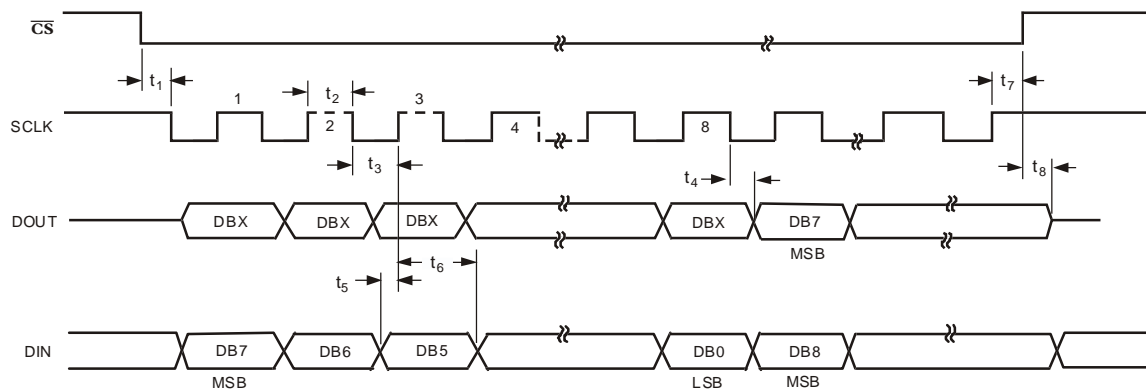 CS
t1 t2 3 t7
1
SCLK 2 4 8
t3 t4 t8
DOUT DBX DBX DBX DBX DB7
MSB
t5 t6
DIN DB7 DB6 DB5 DB0 DB8
MSB LSB MSB